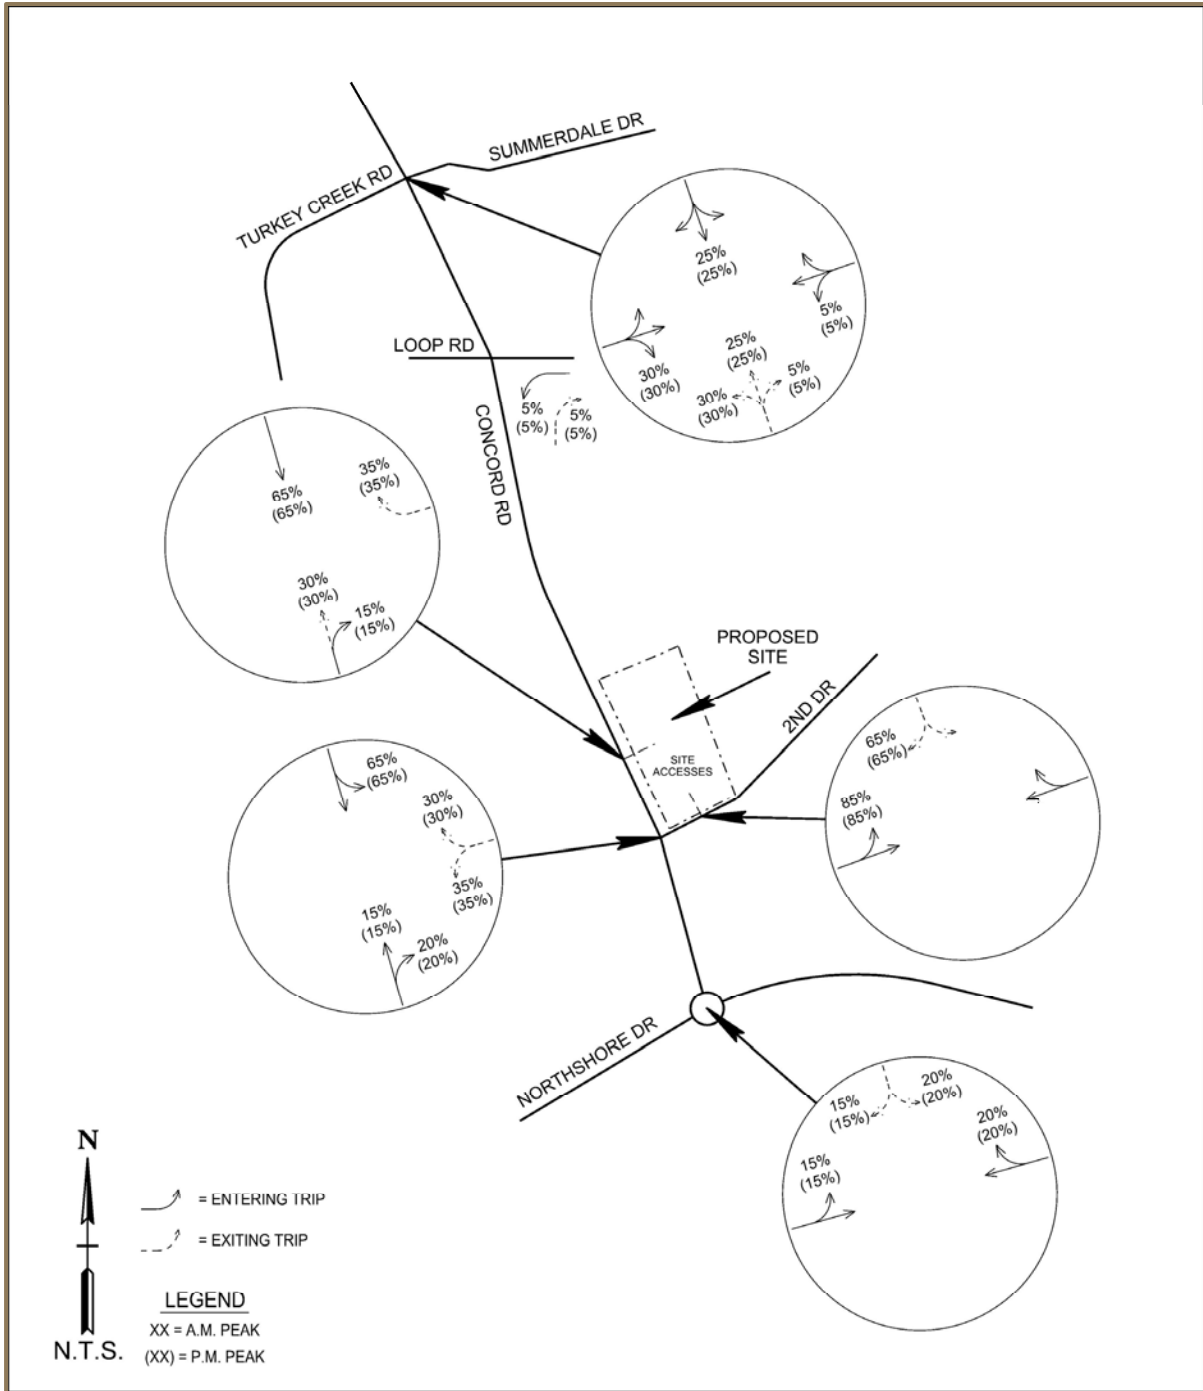 SUMMERDALE DR
TURKEY CREEK RD
25%
(25%)
5%
(5%)
30%
(30%)
25%
(25%)
30%
(30%)
5%
(5%)
LOOP RD
5%
(5%)
5%
(5%)
CONCORD RD
65%
(65%)
35%
(35%)
30%
(30%)
15%
(15%)
PROPOSED
SITE
2ND DR
SITE
ACCESSES
65%
(65%)
85%
(85%)
65%
(65%)
30%
(30%)
35%
(35%)
15%
(15%)
20%
(20%)
NORTHSHORE DR
15%
(15%)
20%
(20%)
20%
(20%)
15%
(15%)
N
N.T.S.
= ENTERING TRIP
= EXITING TRIP
LEGEND
XX = A.M. PEAK
(XX) = P.M. PEAK